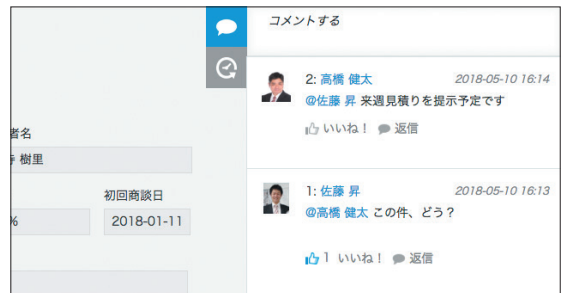 コメントする
2: 高橋 健太 2018-05-10 16:14
@佐藤 昇 来週見積りを提示予定です
いいね！ 返信
1: 佐藤 昇 2018-05-10 16:13
@高橋 健太 この件、どう？
1 いいね！ 返信
者名
樹里
初回商談日
% 2018-01-11